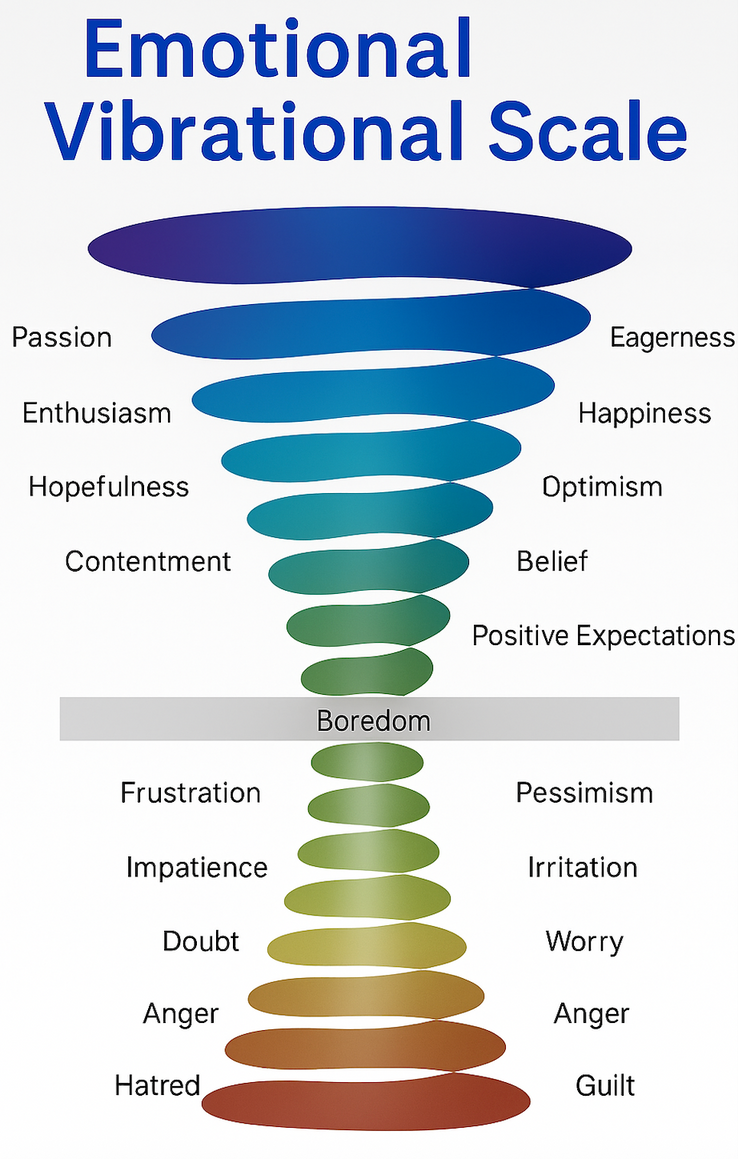 Emotional
Vibrational Scale
Passion Eagerness
Enthusiasm Happiness
Hopefulness Optimism
Contentment Belief
Positive Expectations
Boredom
Frustration Pessimism
Impatience Irritation
Doubt Worry
Anger Anger
Hatred Guilt